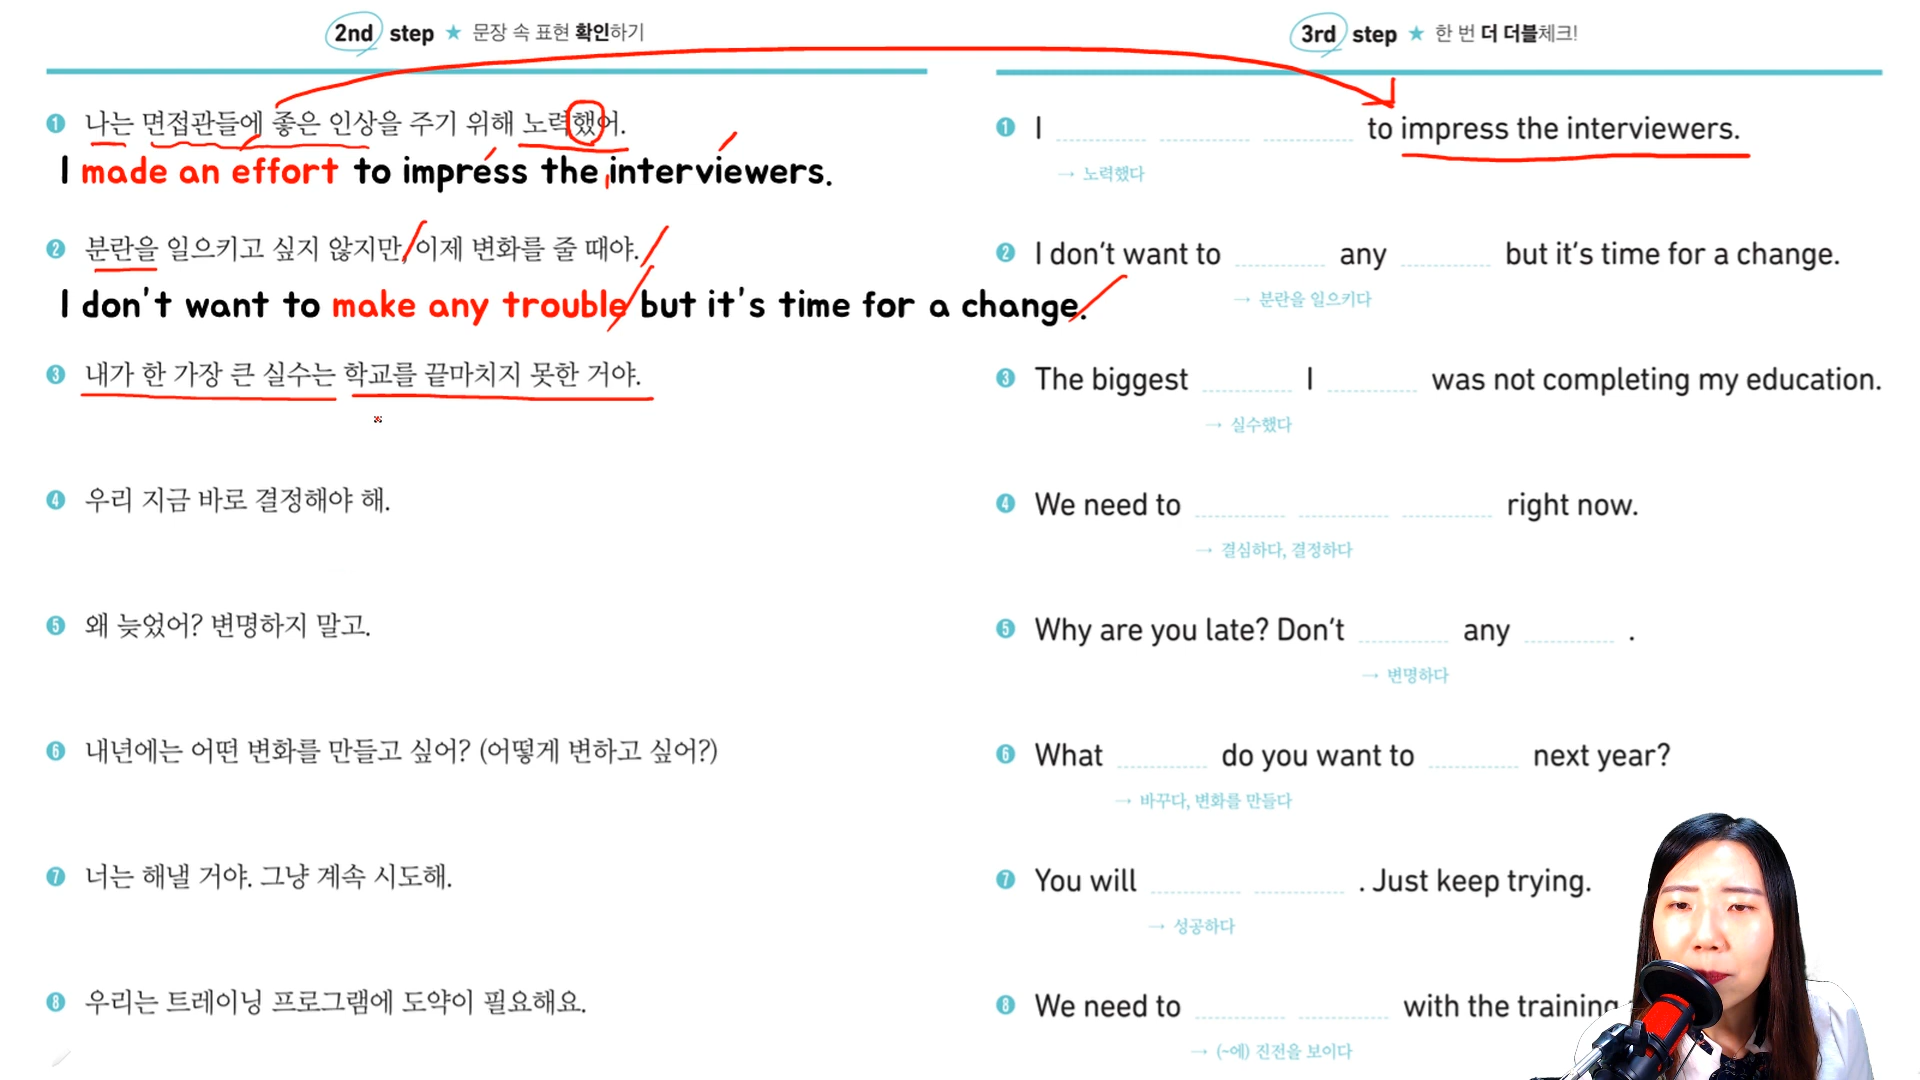 2nd step ★ 문장 속 표현 확인하기
① 나는 면접관들에 좋은 인상을 주기 위해 노력했어.
I made an effort to impress the interviewers.
② 분란을 일으키고 싶지 않지만, 이제 변화를 줄 때야.
I don't want to make any trouble but it's time for a change.
③ 내가 한 가장 큰 실수는 학교를 끝마치지 못한 거야.
④ 우리 지금 바로 결정해야 해.
⑤ 왜 늦었어? 변명하지 말고.
⑥ 내년에는 어떤 변화를 만들고 싶어? (어떻게 변하고 싶어?)
⑦ 너는 해낼 거야. 그냥 계속 시도해.
⑧ 우리는 트레이닝 프로그램에 도약이 필요해요.
3rd step ★ 한 번 더 더블체크!
① I to impress the interviewers.
→ 노력했다
② I don't want to any but it's time for a change.
→ 분란을 일으키다
③ The biggest I was not completing my education.
→ 실수했다
④ We need to right now.
→ 결심하다, 결정하다
⑤ Why are you late? Don't any .
→ 변명하다
⑥ What do you want to next year?
→ 바꾸다, 변화를 만들다
⑦ You will . Just keep trying.
→ 성공하다
⑧ We need to with the training
→ (~에) 진전을 보이다